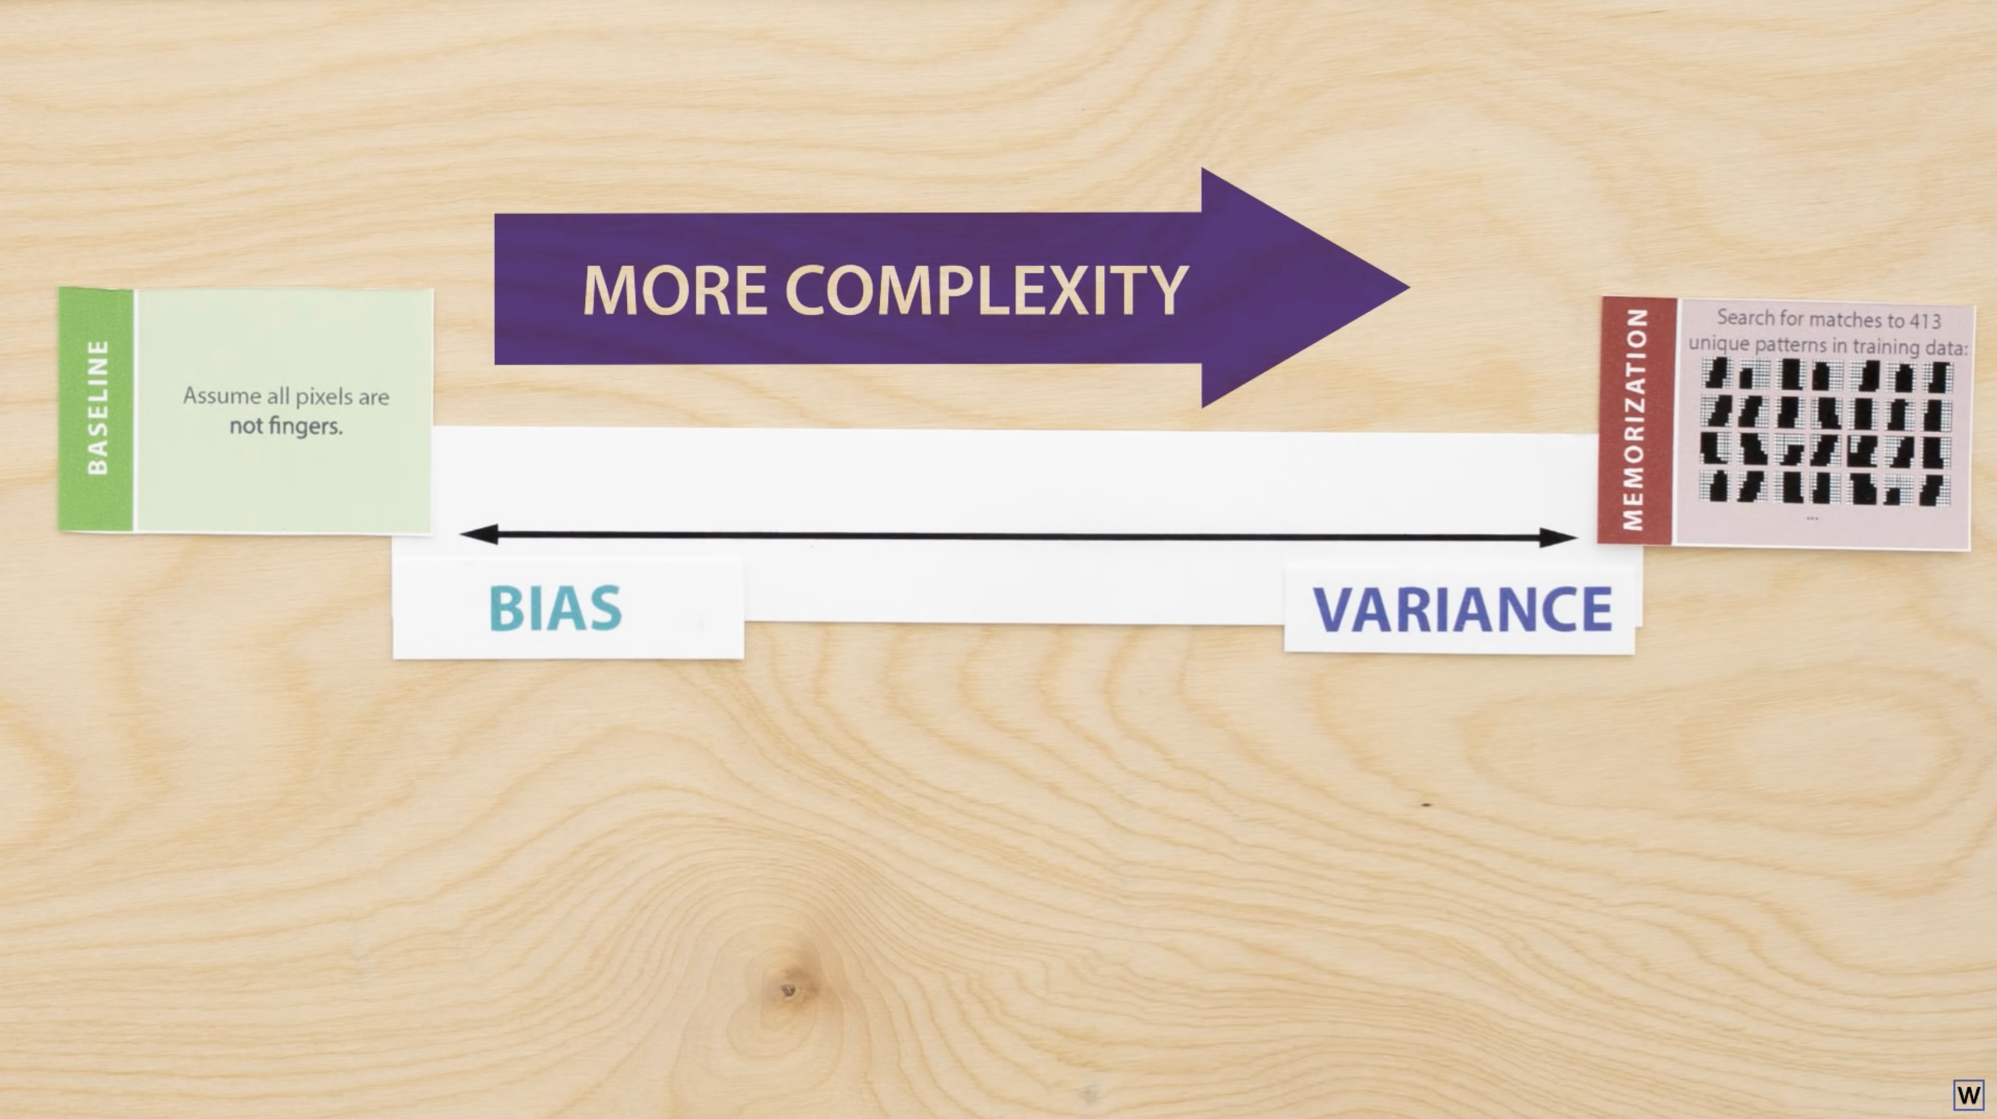 MORE COMPLEXITY
BASELINE
Assume all pixels are
not fingers.
MEMORIZATION
Search for matches to 413
unique patterns in training data:
...
BIAS
VARIANCE
W